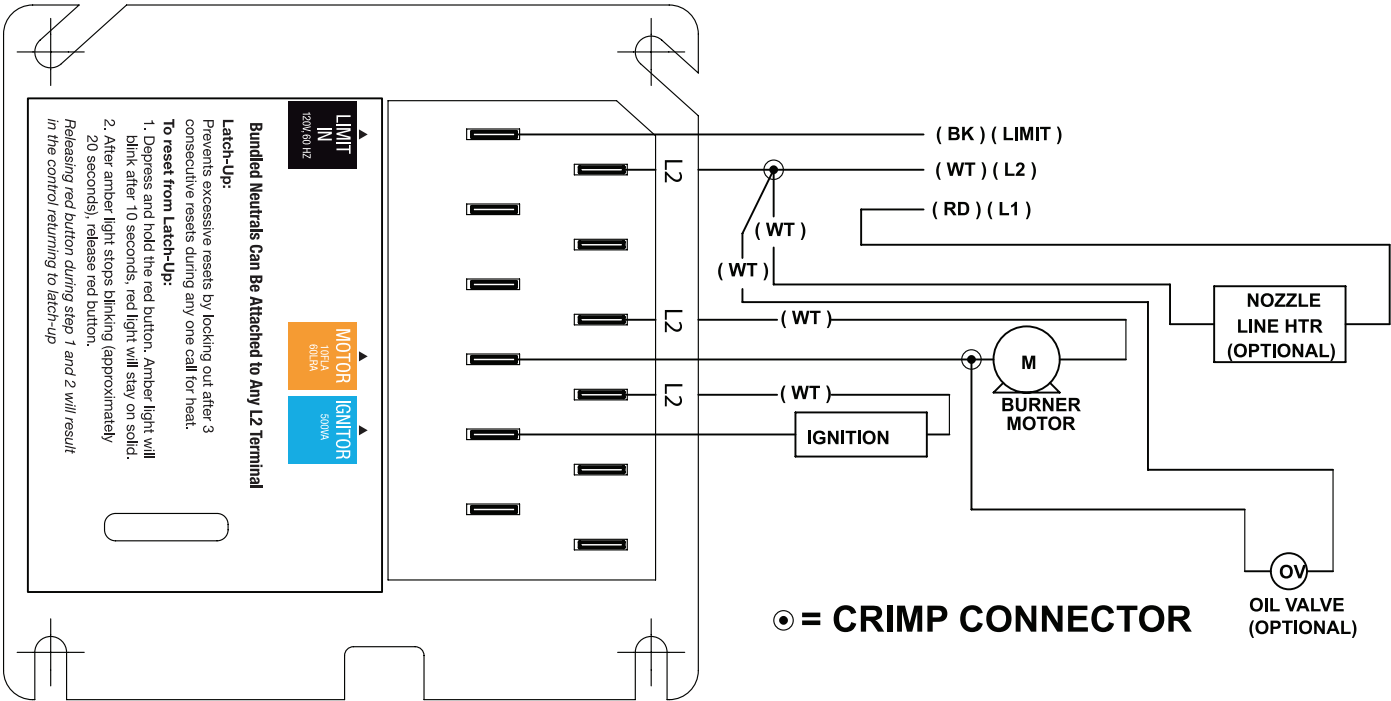 LIMIT
IN
120V, 60 HZ
MOTOR
10FLA
60LRA
IGNITOR
500VA
Bundled Neutrals Can Be Attached to Any L2 Terminal
Latch-Up:
Prevents excessive resets by locking out after 3
consecutive resets during any one call for heat.
To reset from Latch-Up:
1. Depress and hold the red button. Amber light will
blink after 10 seconds, red light will stay on solid.
2. After amber light stops blinking (approximately
20 seconds), release red button.
Releasing red button during step 1 and 2 will result
in the control returning to latch-up
L2
L2
L2
( BK ) ( LIMIT )
( WT ) ( L2 )
( RD ) ( L1 )
( WT )
( WT )
( WT )
( WT )
NOZZLE
LINE HTR
(OPTIONAL)
M
BURNER
MOTOR
IGNITION
OV
OIL VALVE
(OPTIONAL)
= CRIMP CONNECTOR